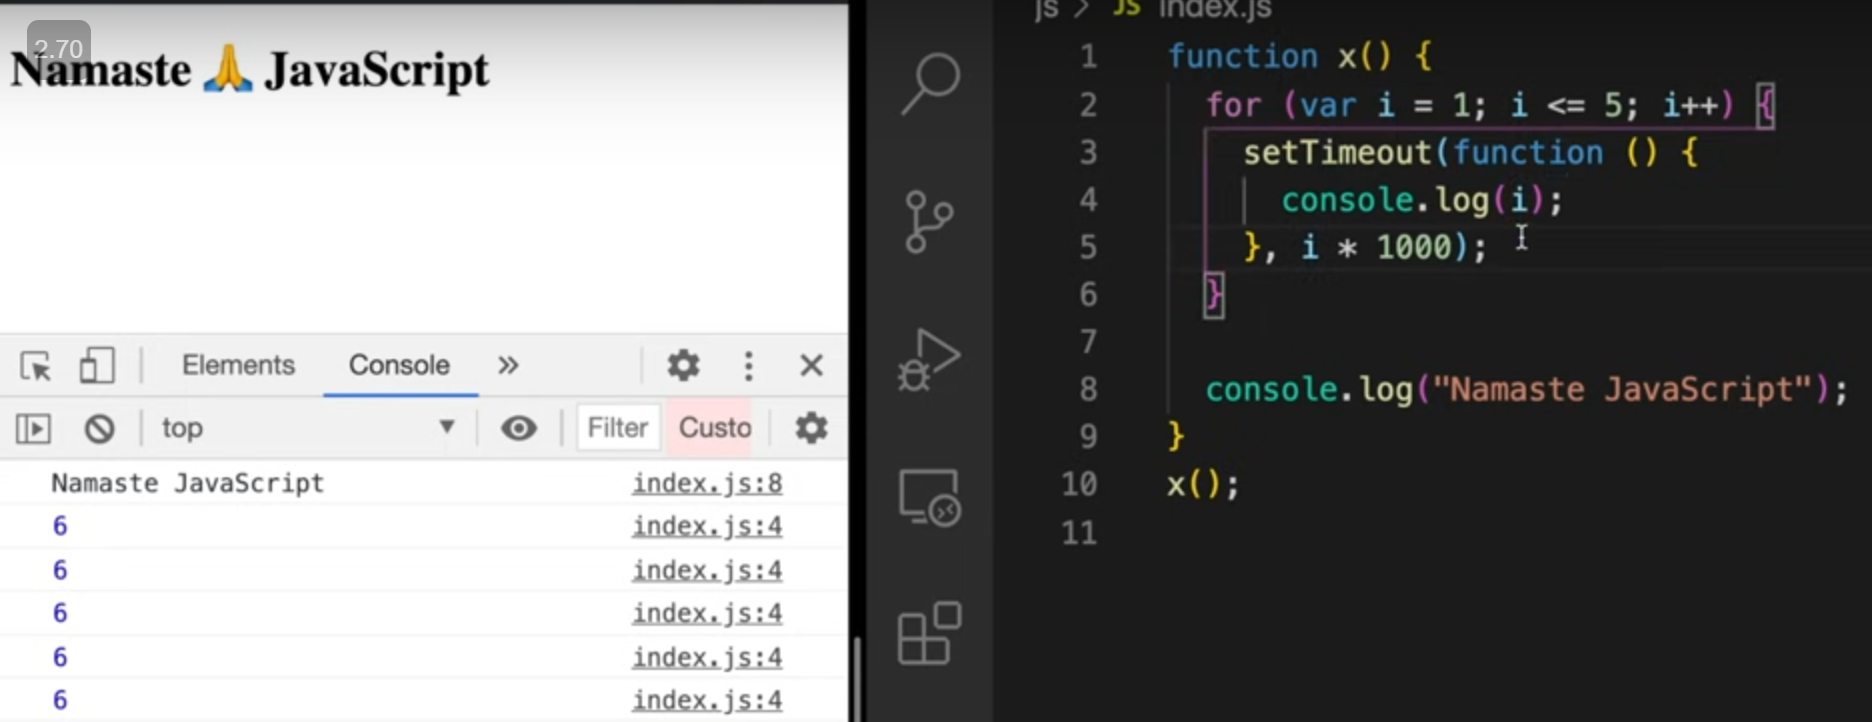 2.70
Namaste 🙏 JavaScript
Elements Console »
top Filter Custo
Namaste JavaScript index.js:8
6 index.js:4
6 index.js:4
6 index.js:4
6 index.js:4
6 index.js:4
js > JS index.js
1 function x() {
2 for (var i = 1; i <= 5; i++) {
3 setTimeout(function () {
4 console.log(i);
5 }, i * 1000);
6 }
7
8 console.log("Namaste JavaScript");
9 }
10 x();
11